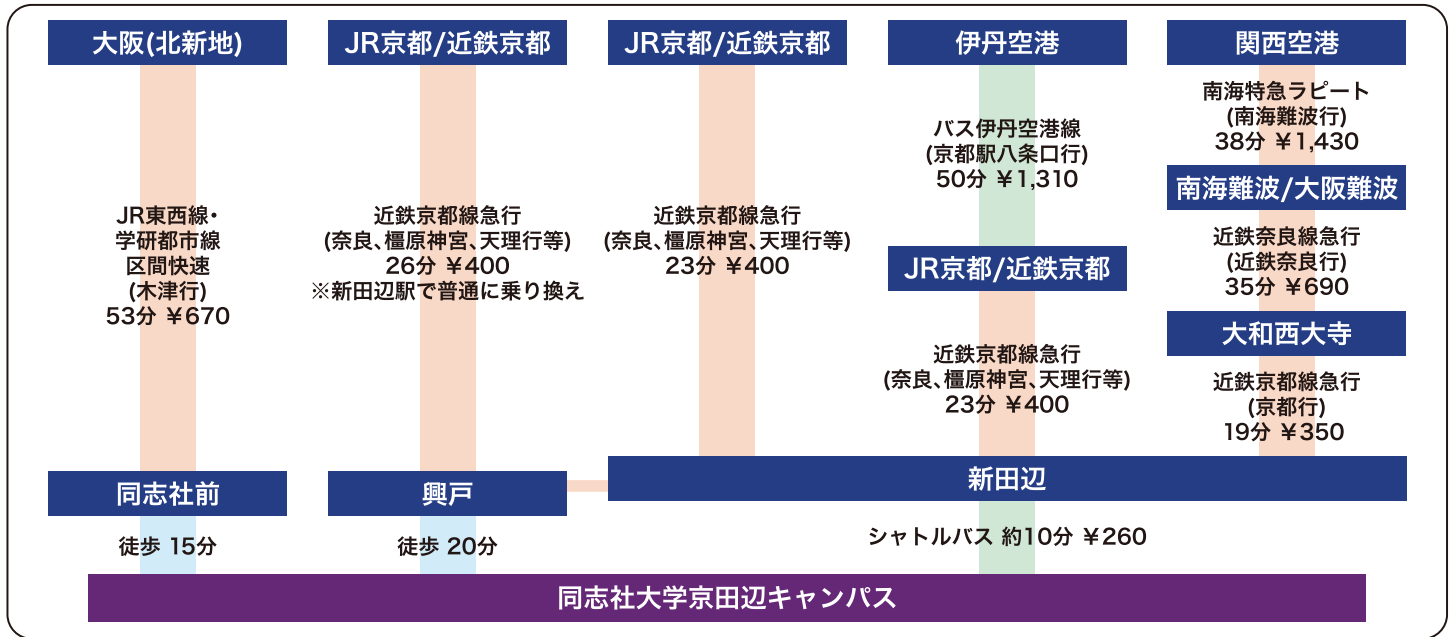 大阪(北新地)
JR東西線・
学研都市線
区間快速
(木津行)
53分 ¥670
同志社前
徒歩 15分
JR京都/近鉄京都
近鉄京都線急行
(奈良、橿原神宮、天理行等)
26分 ¥400
※新田辺駅で普通に乗り換え
興戸
徒歩 20分
JR京都/近鉄京都
近鉄京都線急行
(奈良、橿原神宮、天理行等)
23分 ¥400
伊丹空港
バス伊丹空港線
(京都駅八条口行)
50分 ¥1,310
JR京都/近鉄京都
近鉄京都線急行
(奈良、橿原神宮、天理行等)
23分 ¥400
関西空港
南海特急ラピート
(南海難波行)
38分 ¥1,430
南海難波/大阪難波
近鉄奈良線急行
(近鉄奈良行)
35分 ¥690
大和西大寺
近鉄京都線急行
(京都行)
19分 ¥350
新田辺
シャトルバス 約10分 ¥260
同志社大学京田辺キャンパス